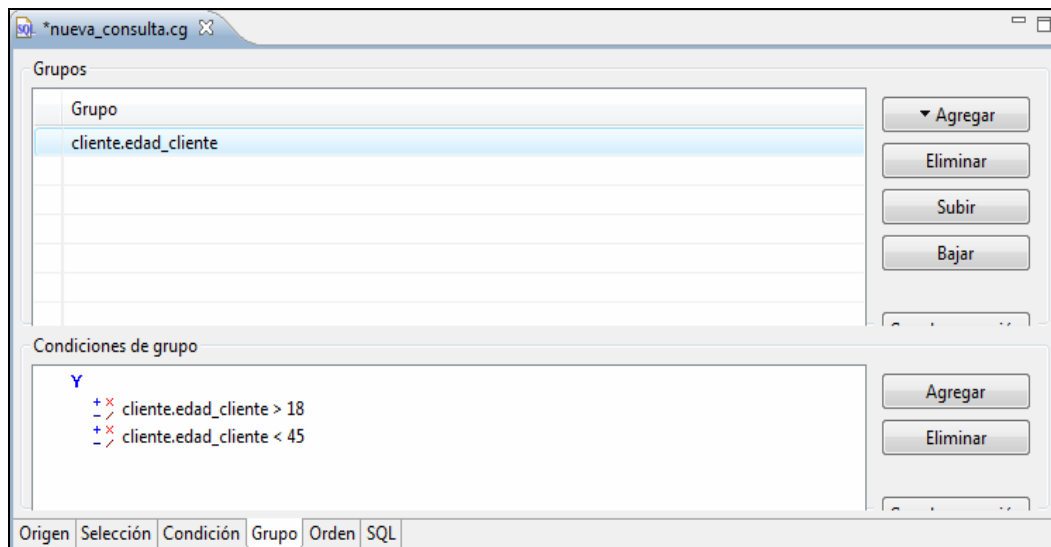 *nueva_consulta.cg
Grupos
Grupo
Agregar
cliente.edad_cliente
Eliminar
Subir
Bajar
Condiciones de grupo
Y
Agregar
cliente.edad_cliente > 18
cliente.edad_cliente < 45
Eliminar
Origen Selección Condición Grupo Orden SQL